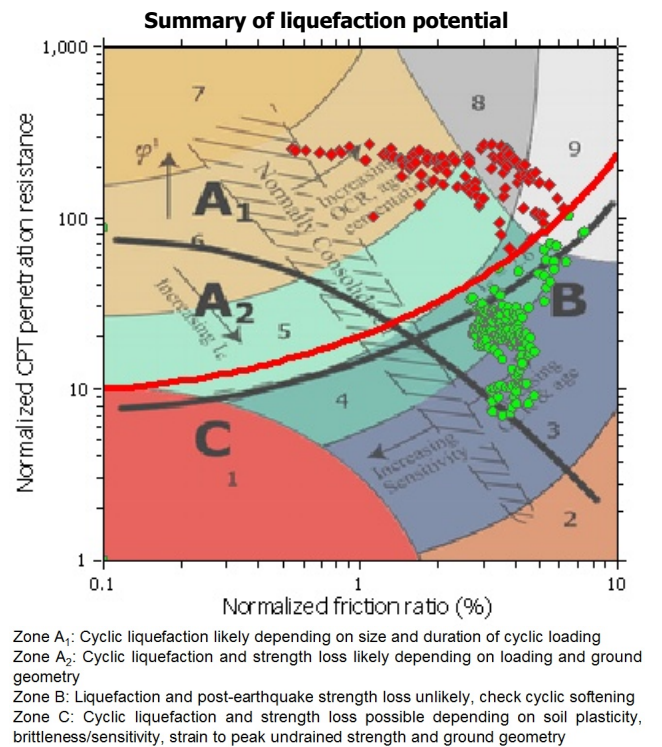 Summary of liquefaction potential
1,000
7
8
9
φ'
A1
Normally Consolid
Increasing
OCR, ag
cementati
100
6
A2
Increasing I
5
B
10
4
C
1
& age
3
Increasing
Sensitivity
2
1
0.1
1
10
Normalized CPT penetration resistance
Normalized friction ratio (%)
Zone A1: Cyclic liquefaction likely depending on size and duration of cyclic loading
Zone A2: Cyclic liquefaction and strength loss likely depending on loading and ground
geometry
Zone B: Liquefaction and post-earthquake strength loss unlikely, check cyclic softening
Zone C: Cyclic liquefaction and strength loss possible depending on soil plasticity,
brittleness/sensitivity, strain to peak undrained strength and ground geometry